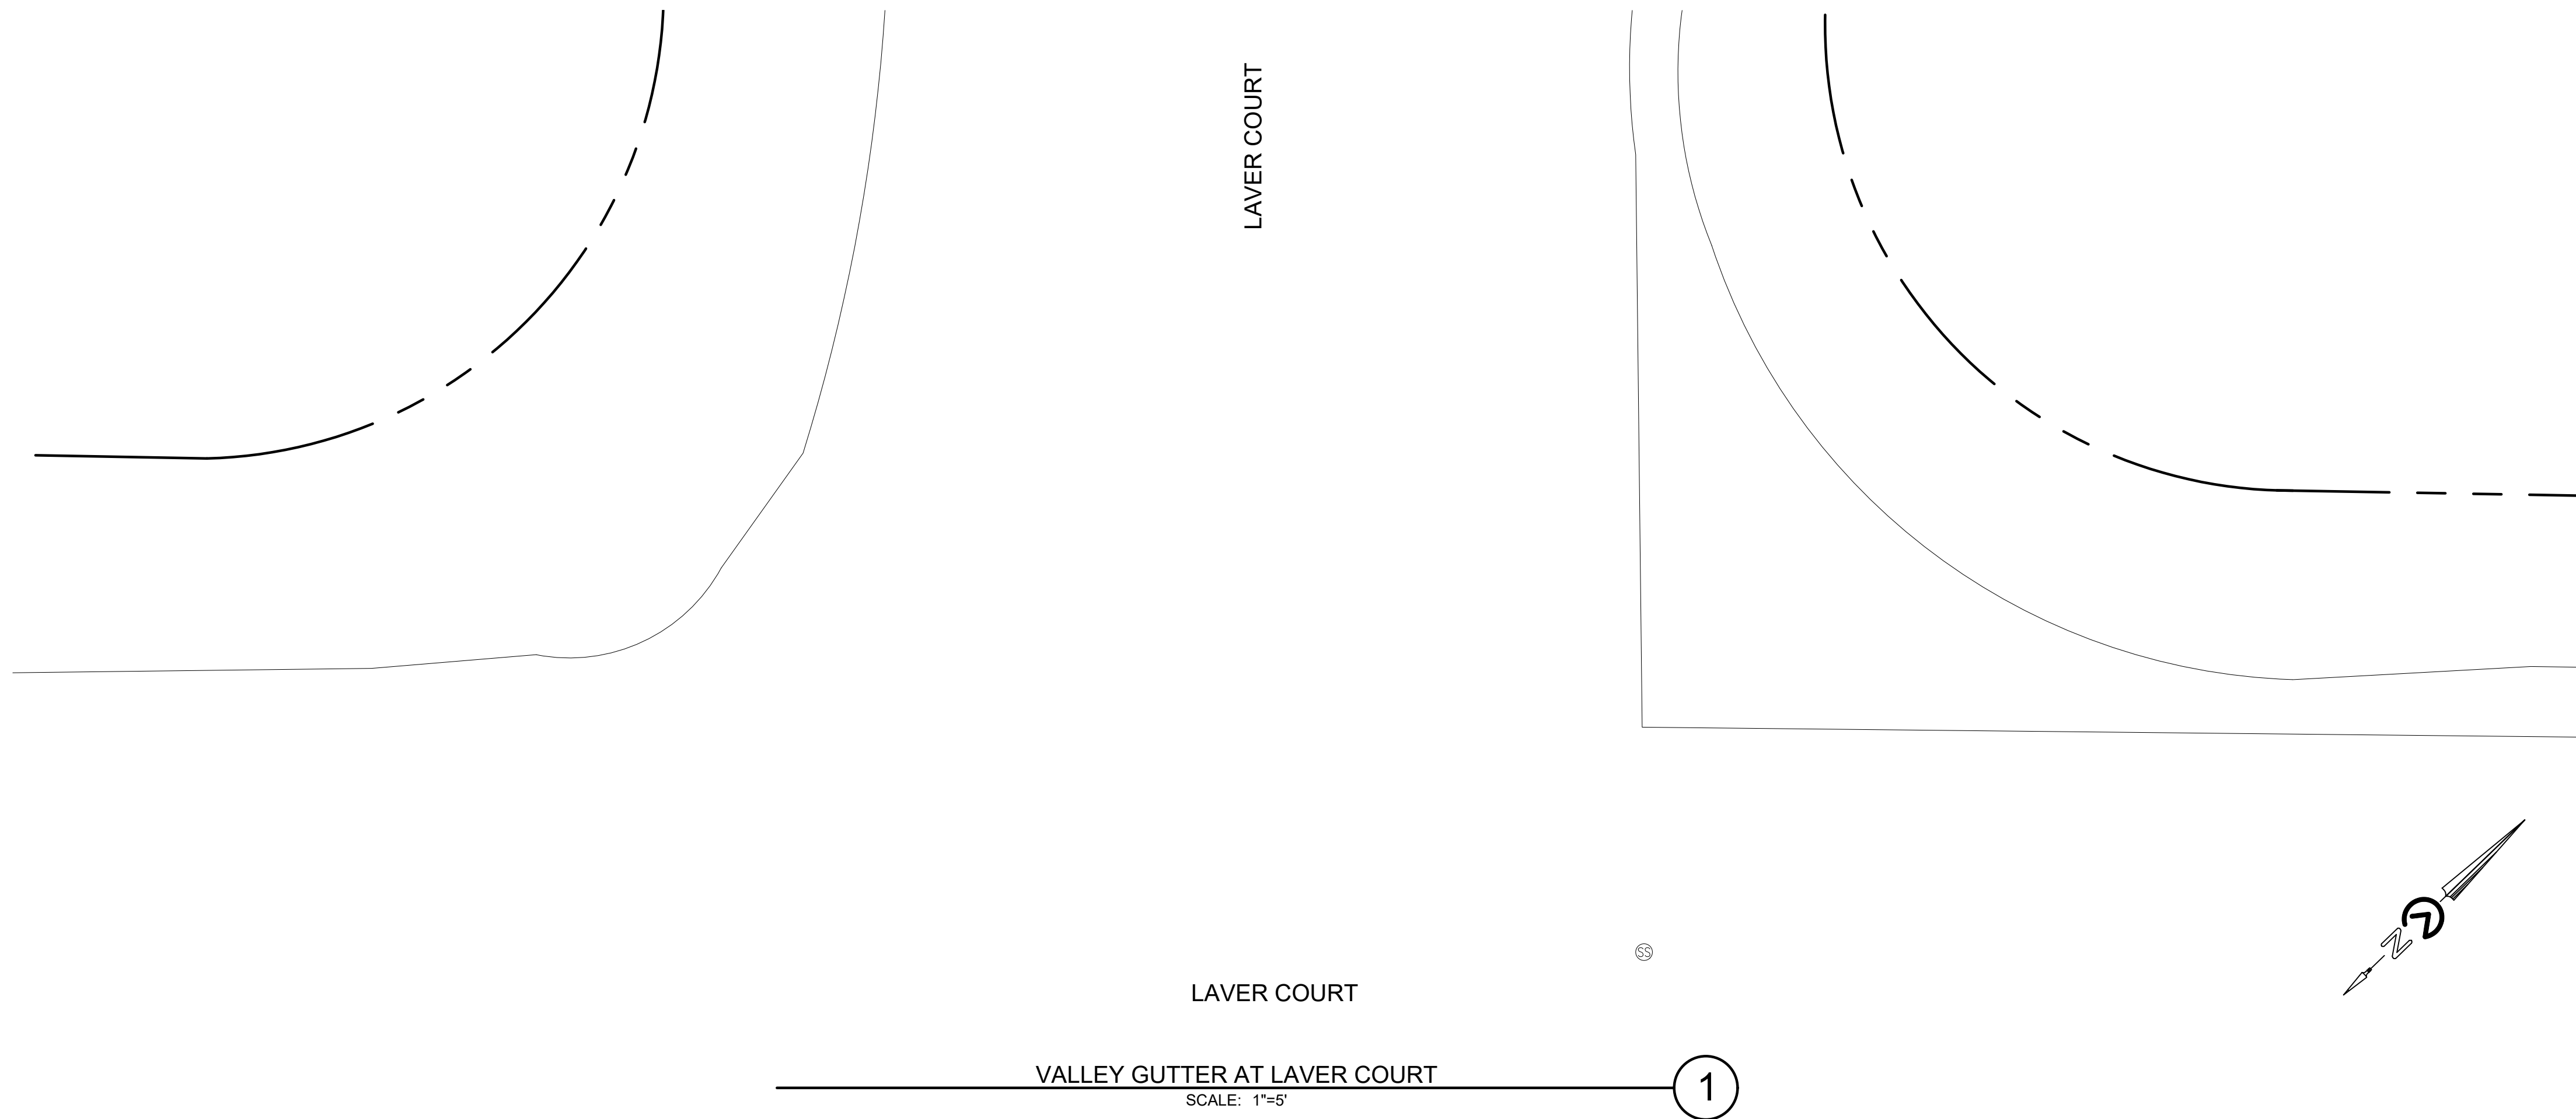 LAVER COURT
SS
N
LAVER COURT
VALLEY GUTTER AT LAVER COURT
1
SCALE: 1"=5'